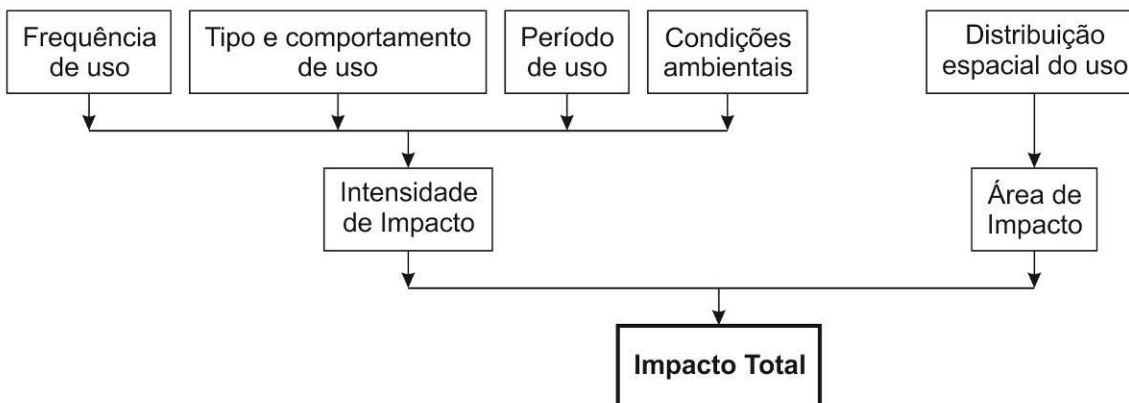 Frequência
de uso
Tipo e comportamento
de uso
Período
de uso
Condições
ambientais
Distribuição
espacial do uso
Intensidade
de Impacto
Área de
Impacto
Impacto Total